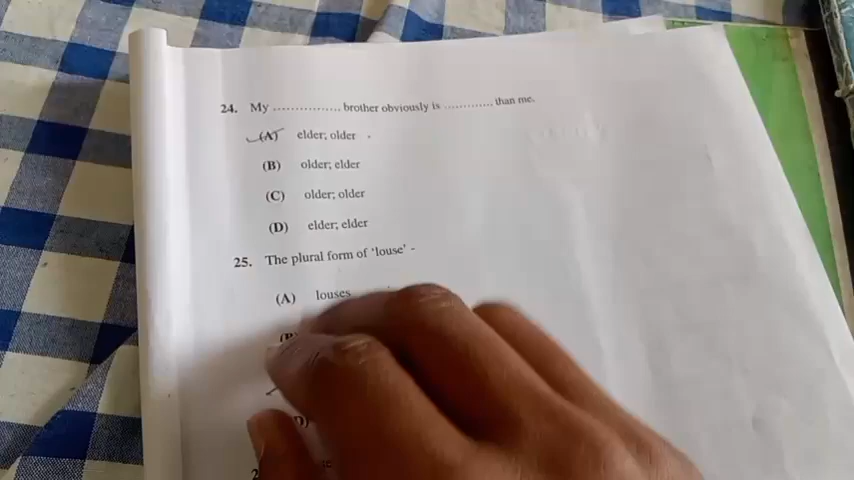 24. My ................ brother obviously is ............. than me.
(A) elder; older
(B) older; elder
(C) older; older
(D) elder; elder
25. The plural form of ‘louse’ -
(A) louses